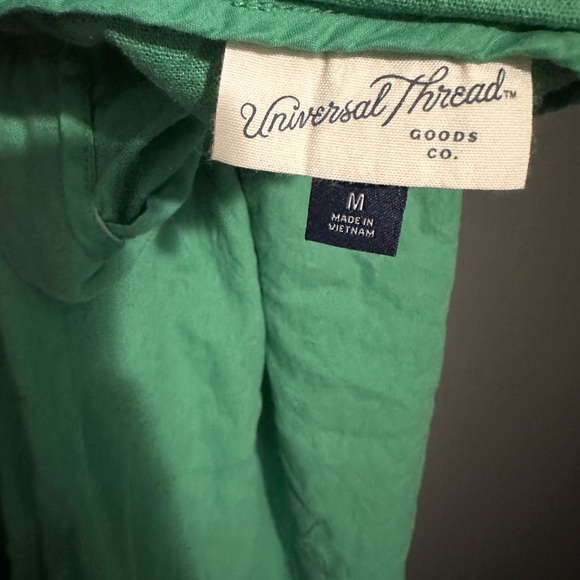 Universal Thread™
GOODS
CO.
M
MADE IN
VIETNAM